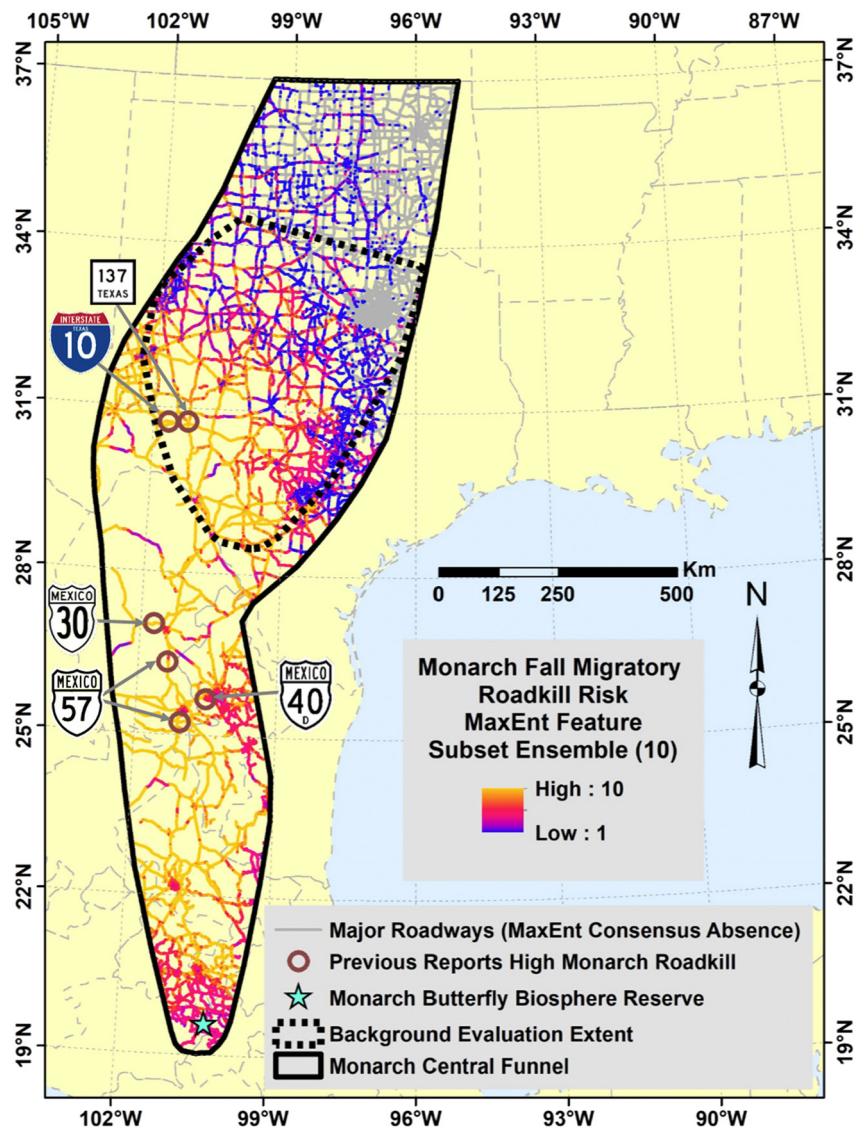 105°W 102°W 99°W 96°W 93°W 90°W 87°W
37°N 37°N
34°N 34°N
137
TEXAS
INTERSTATE
TEXAS
10
31°N 31°N
28°N 28°N
Km
0 125 250 500
MEXICO
30
N
MEXICO
57
MEXICO
40
D
25°N 25°N
Monarch Fall Migratory
Roadkill Risk
MaxEnt Feature
Subset Ensemble (10)
High : 10
Low : 1
22°N 22°N
Major Roadways (MaxEnt Consensus Absence)
Previous Reports High Monarch Roadkill
Monarch Butterfly Biosphere Reserve
Background Evaluation Extent
Monarch Central Funnel
19°N 19°N
102°W 99°W 96°W 93°W 90°W